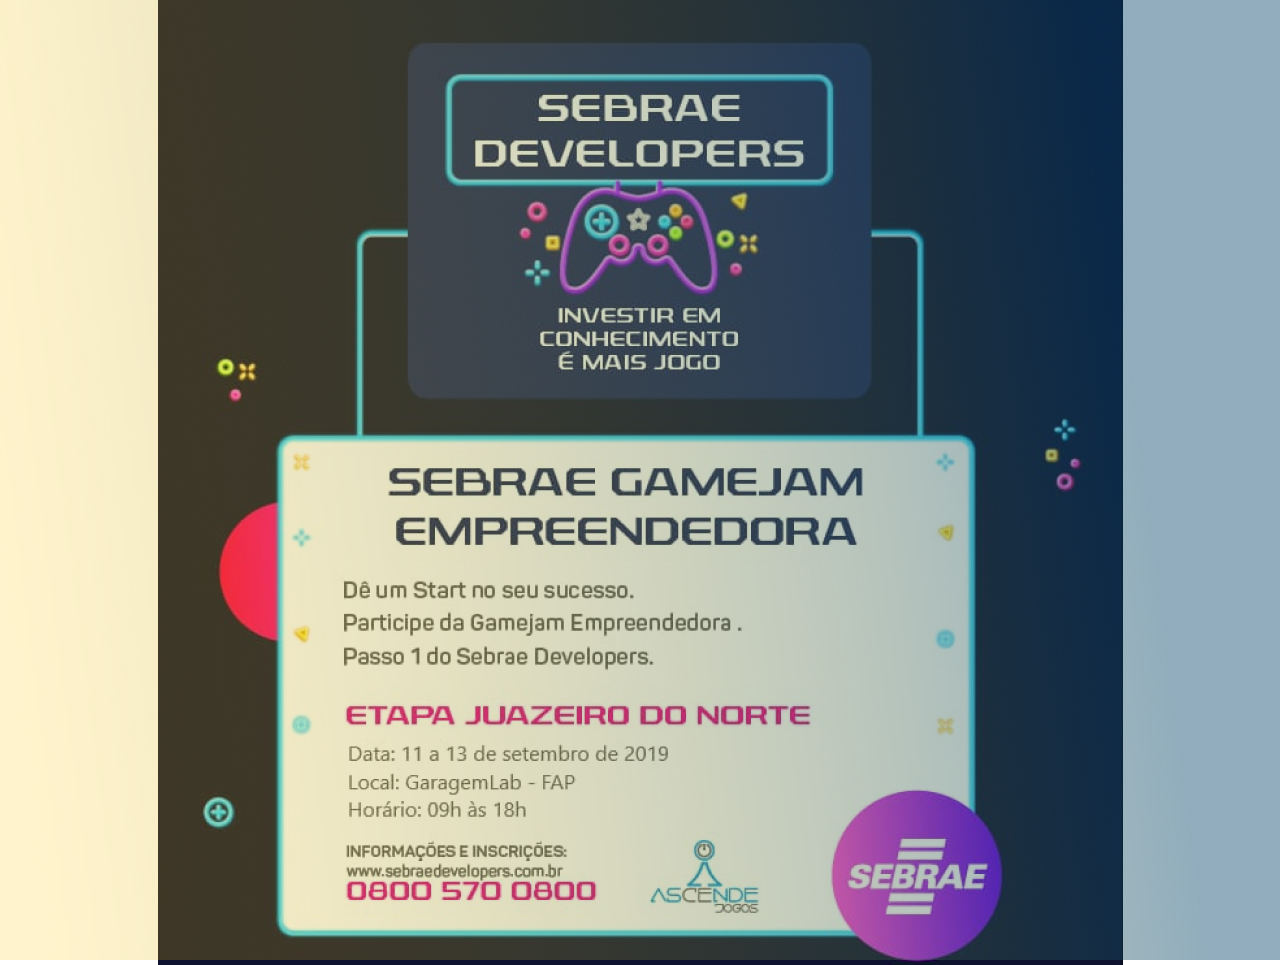 SEBRAE
DEVELOPERS
INVESTIR EM
CONHECIMENTO
É MAIS JOGO
SEBRAE GAMEJAM
EMPREENDEDORA
Dê um Start no seu sucesso.
Participe da Gamejam Empreendedora .
Passo 1 do Sebrae Developers.
ETAPA JUAZEIRO DO NORTE
Data: 11 a 13 de setembro de 2019
Local: GaragemLab - FAP
Horário: 09h às 18h
INFORMAÇÕES E INSCRIÇÕES:
www.sebraedevelopers.com.br
0800 570 0800
ASCENDE
JOGOS
SEBRAE